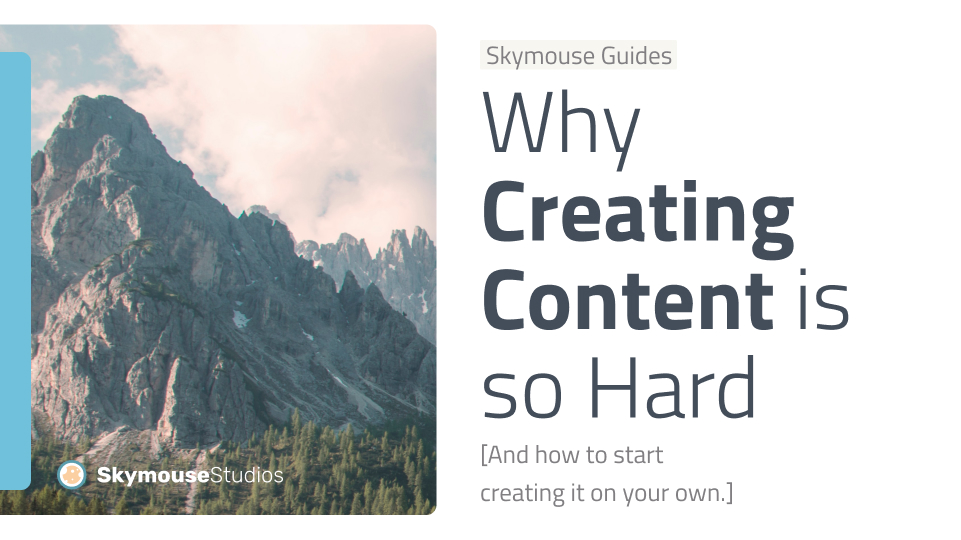 Skymouse Guides
Why
Creating
Content is
so Hard
[And how to start
creating it on your own.]
SkymouseStudios